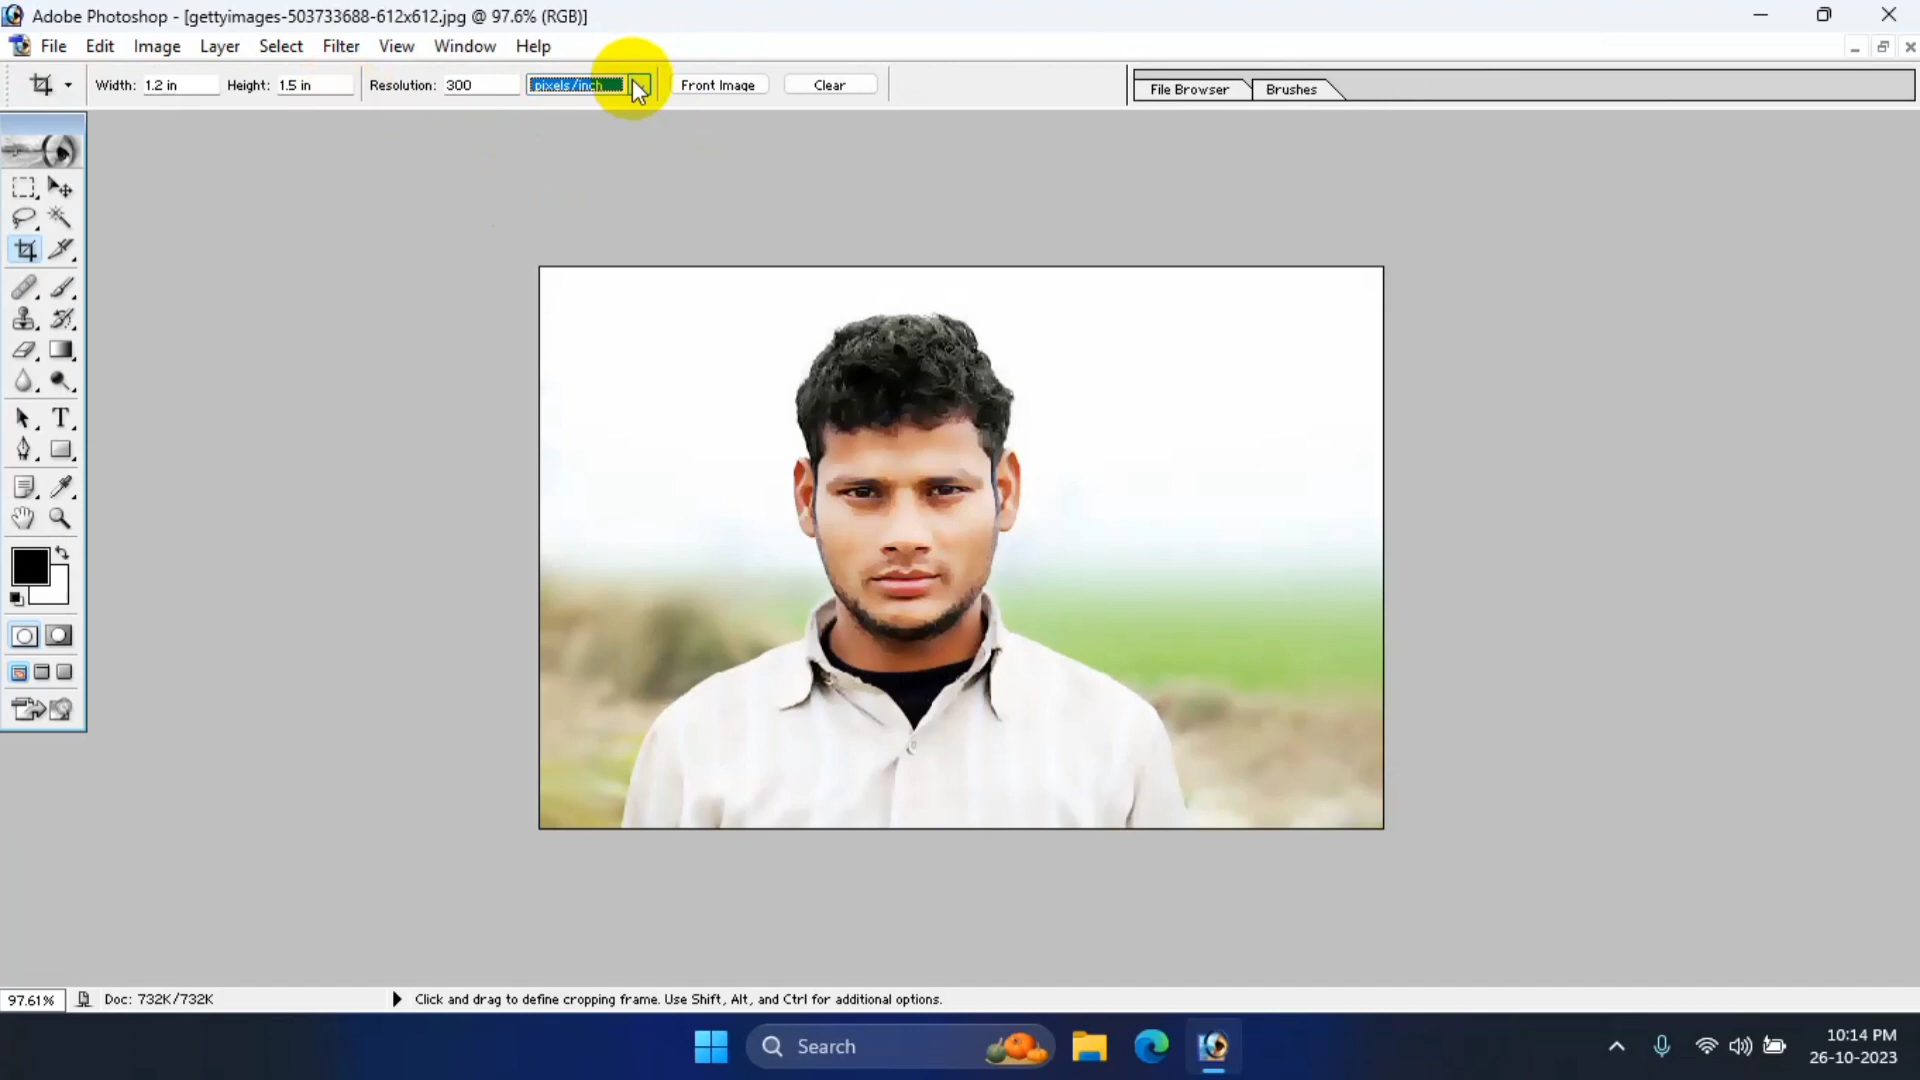 Adobe Photoshop - [gettyimages-503733688-612x612.jpg @ 97.6% (RGB)]
File Edit Image Layer Select Filter View Window Help
Width: 1.2 in Height: 1.5 in Resolution: 300 pixels/inch Front Image Clear File Browser Brushes
T
97.61% Doc: 732K/732K Click and drag to define cropping frame. Use Shift, Alt, and Ctrl for additional options.
Search
10:14 PM
26-10-2023